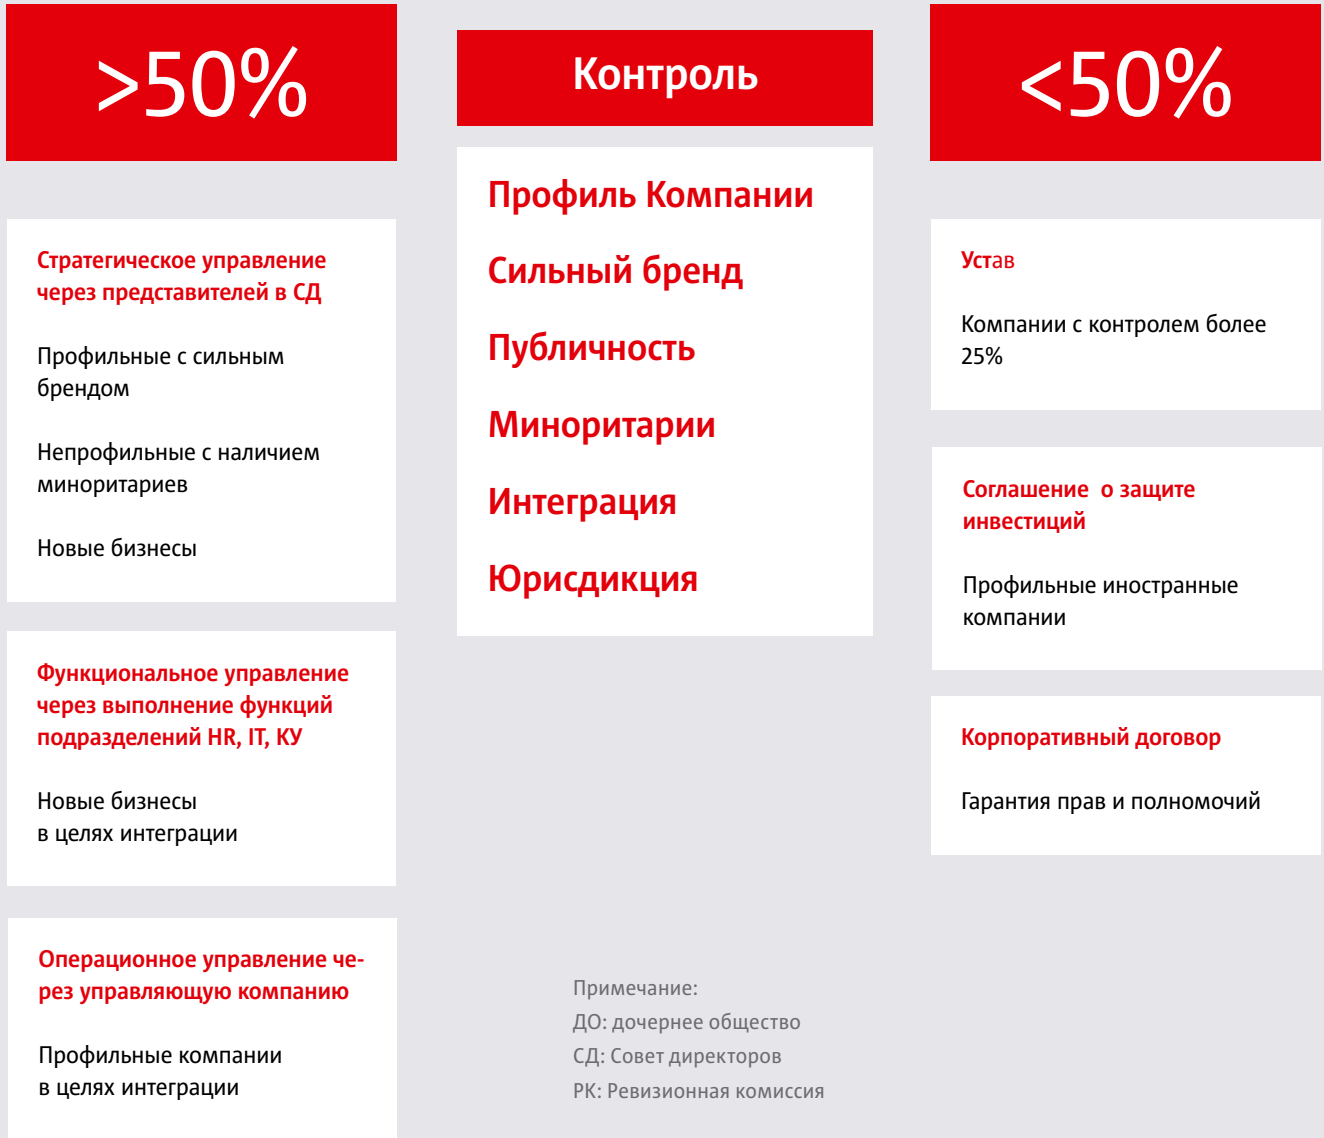 >50%
Стратегическое управление
через представителей в СД
Профильные с сильным
брендом
Непрофильные с наличием
миноритариев
Новые бизнесы
Функциональное управление
через выполнение функций
подразделений HR, IT, КУ
Новые бизнесы
в целях интеграции
Операционное управление че-
рез управляющую компанию
Профильные компании
в целях интеграции
Контроль
Профиль Компании
Сильный бренд
Публичность
Миноритарии
Интеграция
Юрисдикция
<50%
Устав
Компании с контролем более
25%
Соглашение о защите
инвестиций
Профильные иностранные
компании
Корпоративный договор
Гарантия прав и полномочий
Примечание:
ДО: дочернее общество
СД: Совет директоров
РК: Ревизионная комиссия